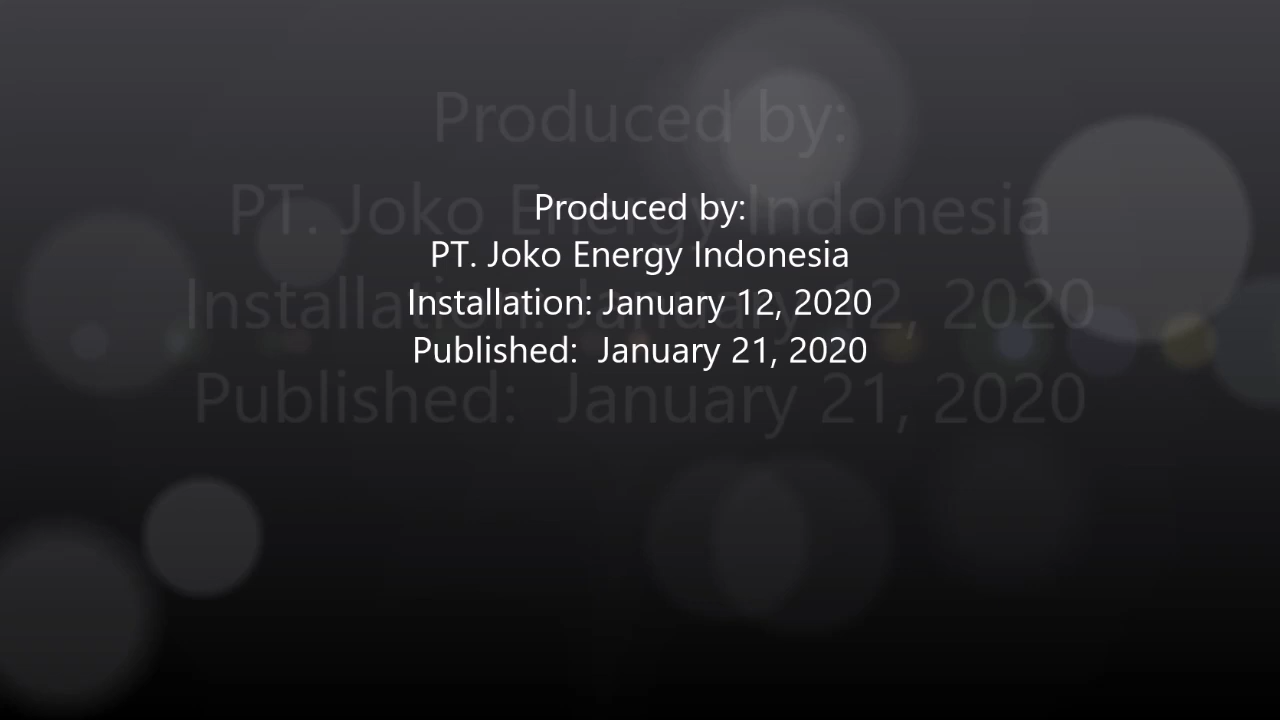 Produced by:
PT. Joko Energy Indonesia
Installation: January 12, 2020
Published:  January 21, 2020